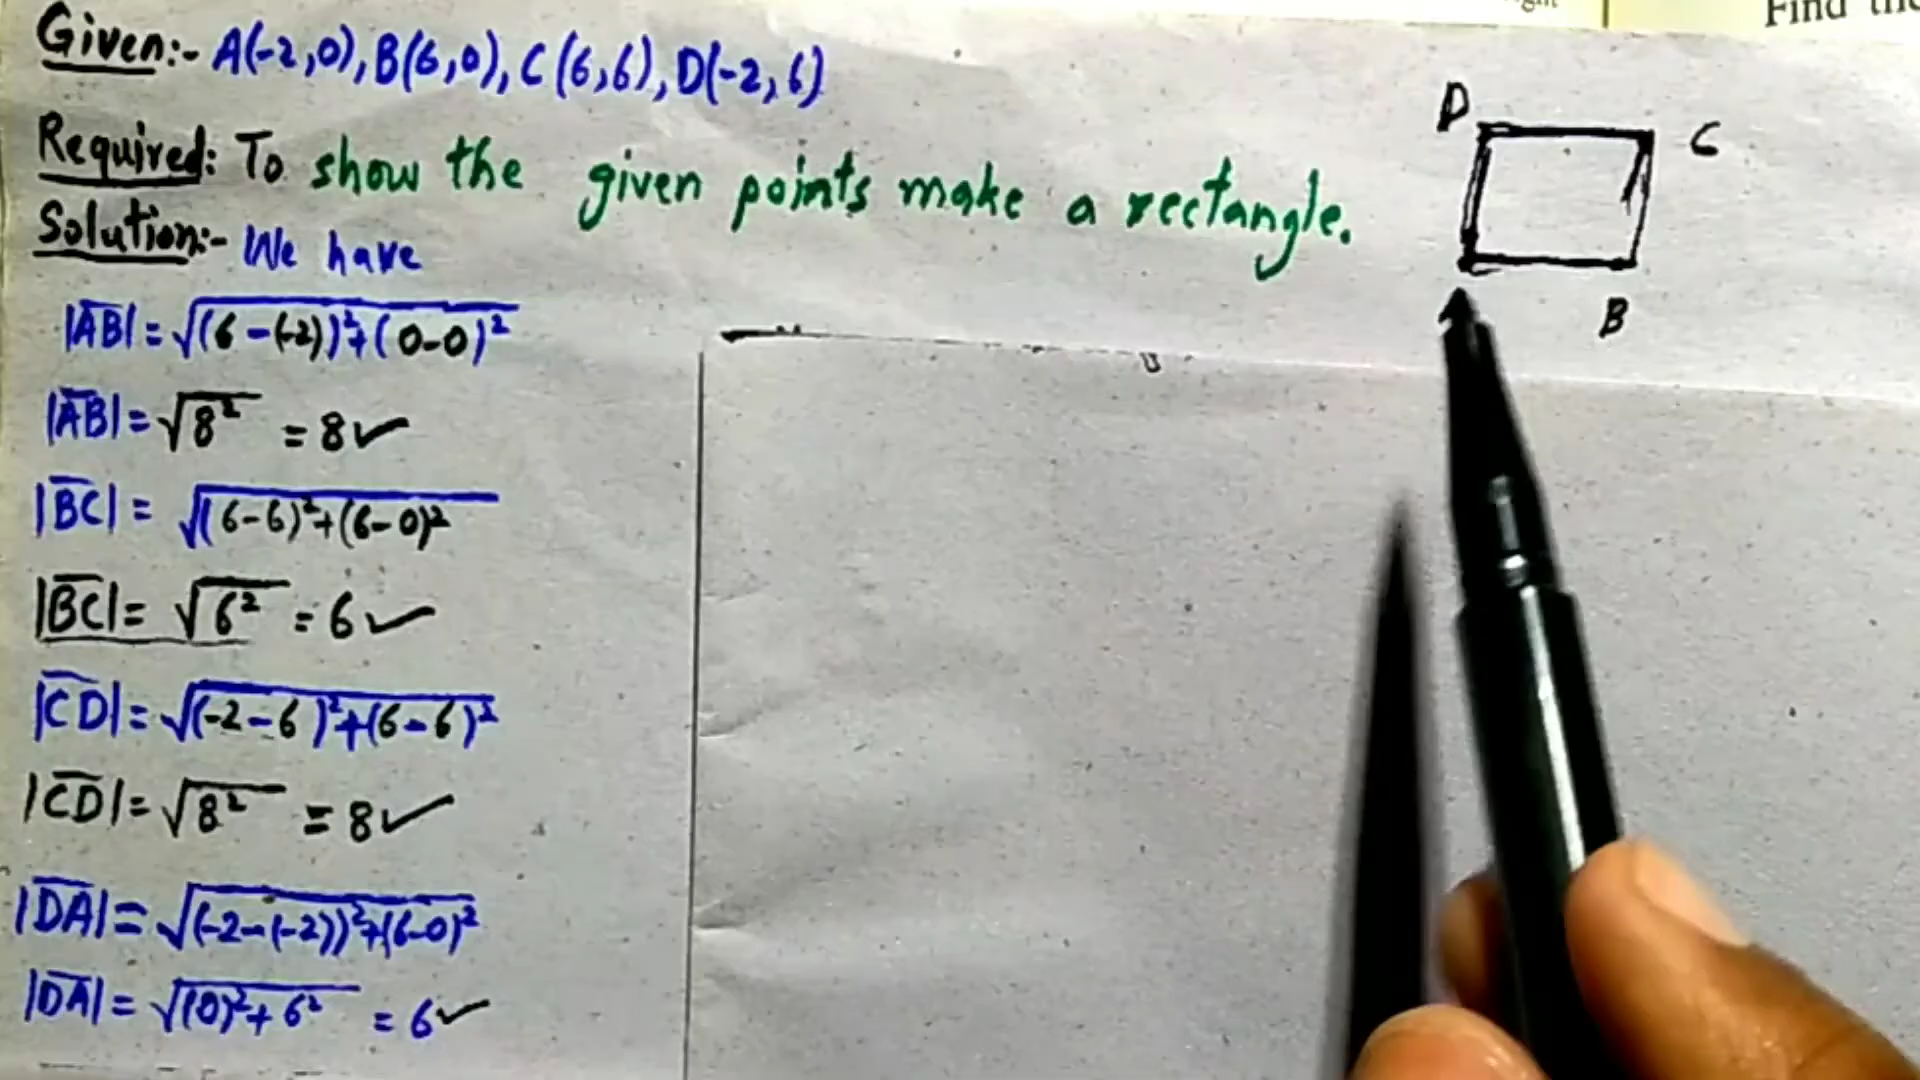 Find
Given:- A(-2,0), B(6,0), C(6,6), D(-2,6)
Required: To show the given points make a rectangle.
Solution:- We have
|AB| = √(6-(-2))²+(0-0)²
|AB| = √8² = 8✓
|BC| = √(6-6)²+(6-0)²
|BC| = √6² = 6✓
|CD| = √(-2-6)²+(6-6)²
|CD| = √8² = 8✓
|DA| = √(-2-(-2))²+(6-0)²
|DA| = √(0)²+6² = 6✓
D C
A B